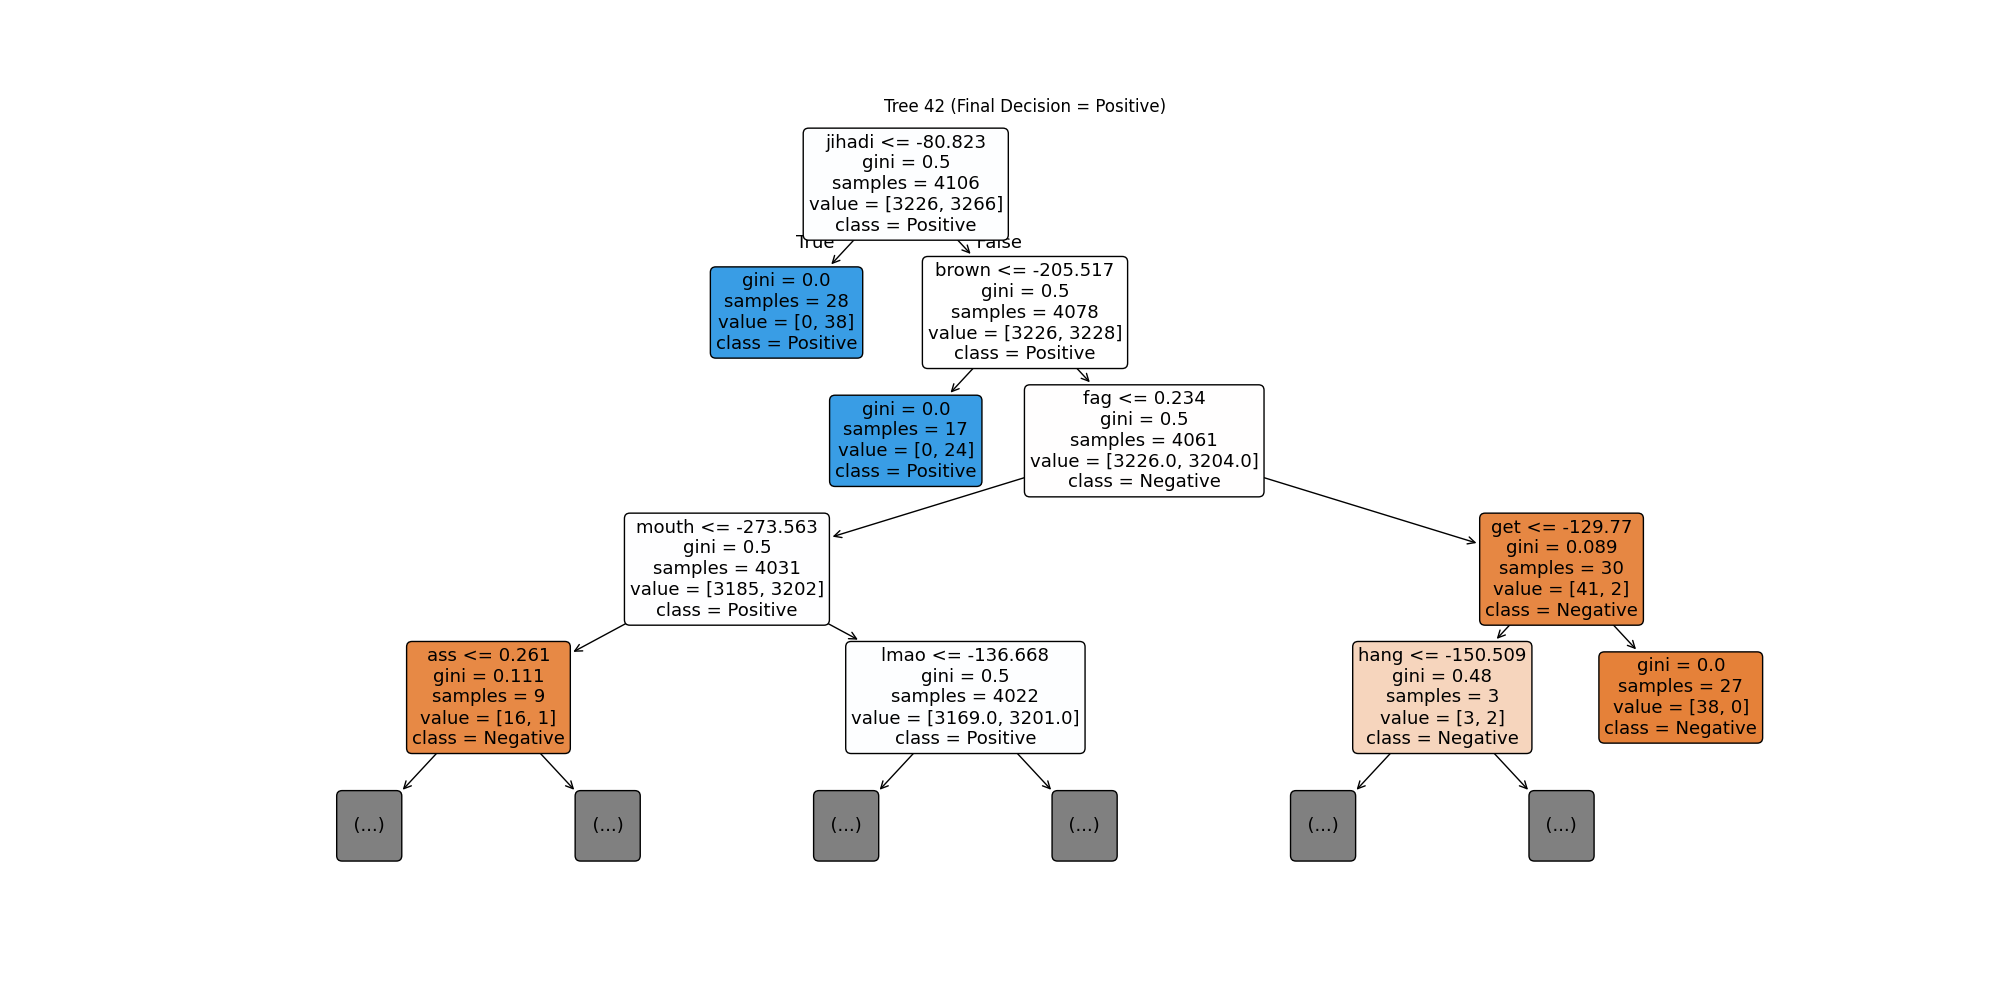 Tree 42 (Final Decision = Positive)
jihadi <= -80.823
gini = 0.5
samples = 4106
value = [3226, 3266]
class = Positive
True
False
gini = 0.0
samples = 28
value = [0, 38]
class = Positive
brown <= -205.517
gini = 0.5
samples = 4078
value = [3226, 3228]
class = Positive
gini = 0.0
samples = 17
value = [0, 24]
class = Positive
fag <= 0.234
gini = 0.5
samples = 4061
value = [3226.0, 3204.0]
class = Negative
mouth <= -273.563
gini = 0.5
samples = 4031
value = [3185, 3202]
class = Positive
get <= -129.77
gini = 0.089
samples = 30
value = [41, 2]
class = Negative
ass <= 0.261
gini = 0.111
samples = 9
value = [16, 1]
class = Negative
lmao <= -136.668
gini = 0.5
samples = 4022
value = [3169.0, 3201.0]
class = Positive
hang <= -150.509
gini = 0.48
samples = 3
value = [3, 2]
class = Negative
gini = 0.0
samples = 27
value = [38, 0]
class = Negative
(...)
(...)
(...)
(...)
(...)
(...)